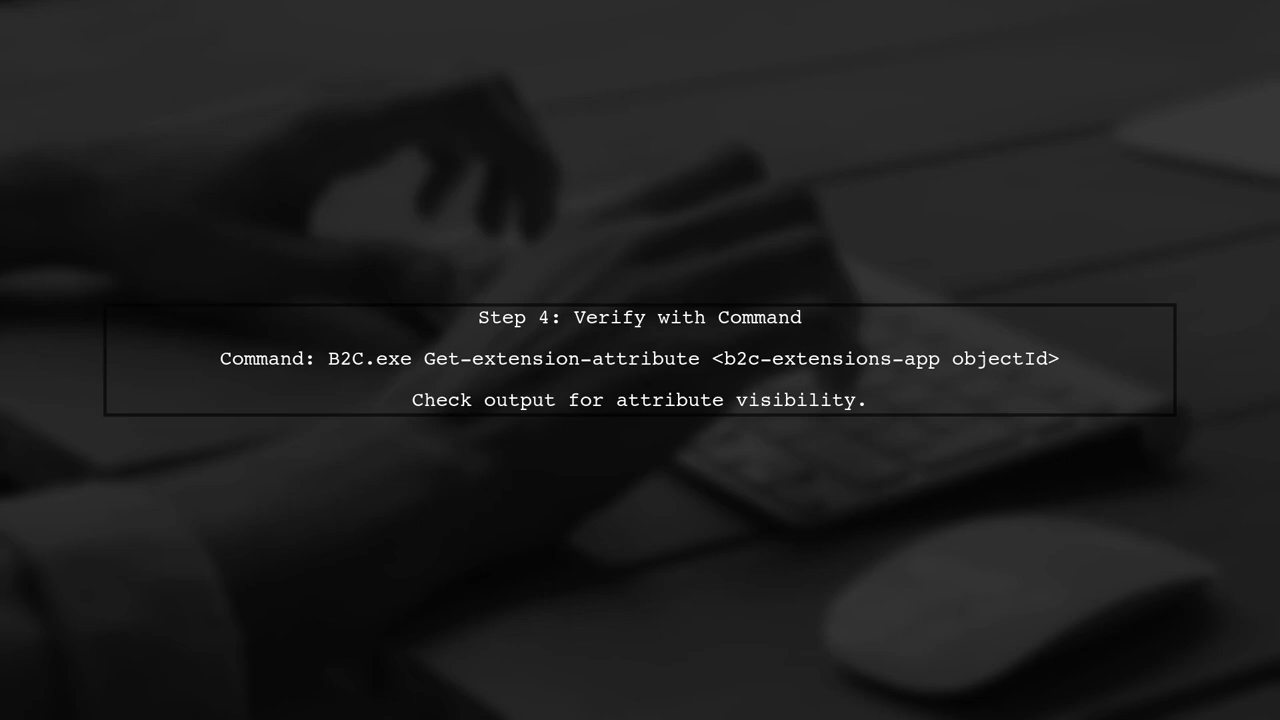 Step 4: Verify with Command
Command: B2C.exe Get-extension-attribute <b2c-extensions-app objectId>
Check output for attribute visibility.